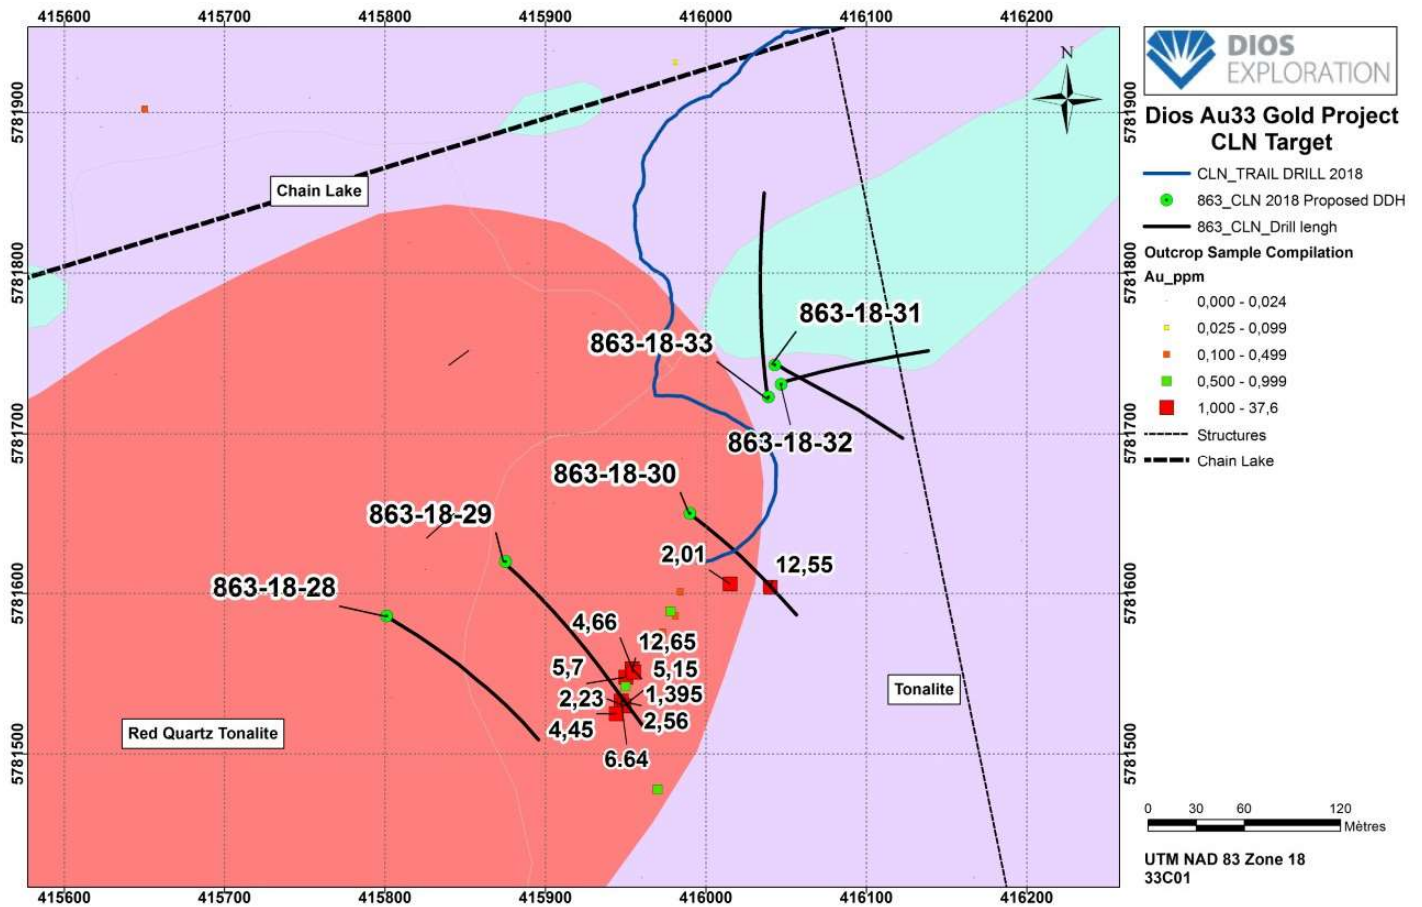 415600 415700 415800 415900 416000 416100 416200
DIOS
EXPLORATION
Dios Au33 Gold Project
CLN Target
CLN_TRAIL DRILL 2018
863_CLN 2018 Proposed DDH
863_CLN_Drill lengh
Outcrop Sample Compilation
Au_ppm
0,000 - 0,024
0,025 - 0,099
0,100 - 0,499
0,500 - 0,999
1,000 - 37,6
Structures
Chain Lake
N
5781900 5781900
Chain Lake
5781800 5781800
863-18-31
863-18-33
5781700 5781700
863-18-32
863-18-30
863-18-29
2,01
12,55
5781600 5781600
863-18-28
4,66
12,65
5,7
5,15
2,23
1,395
4,45
2,56
6.64
Tonalite
Red Quartz Tonalite
5781500 5781500
0 30 60 120
Mètres
UTM NAD 83 Zone 18
33C01
415600 415700 415800 415900 416000 416100 416200